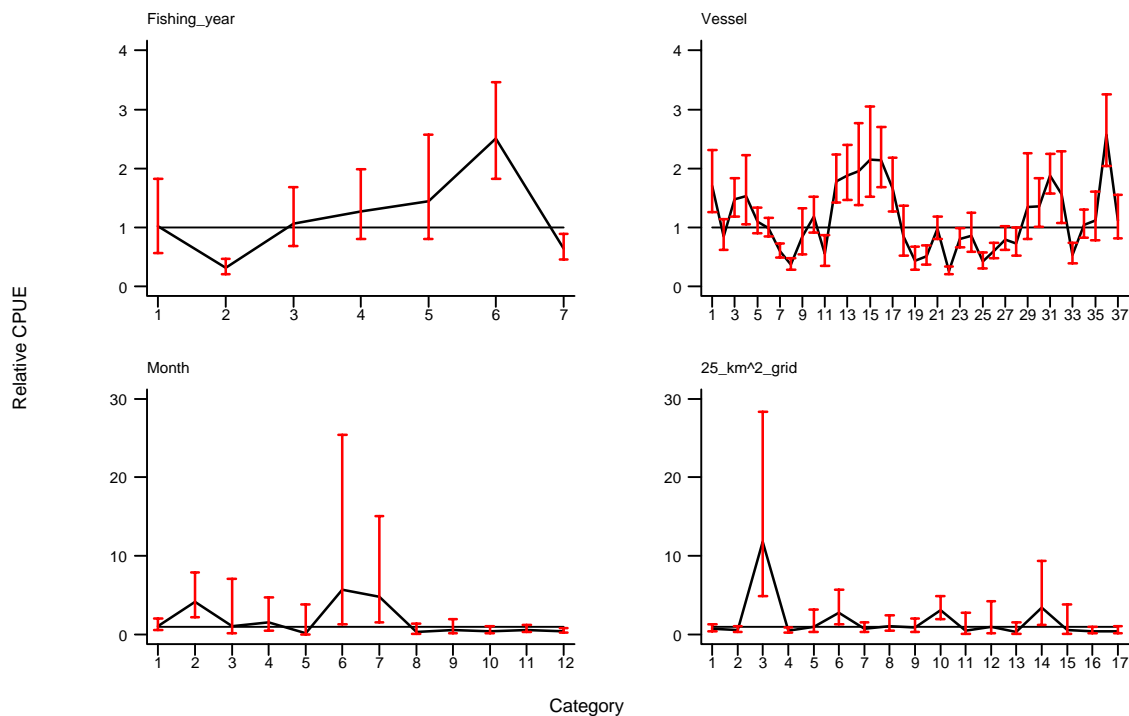 Fishing_year
Vessel
4
3
2
1
0
1 2 3 4 5 6 7
4
3
2
1
0
1 3 5 7 9 11 13 15 17 19 21 23 25 27 29 31 33 35 37
Relative CPUE
Month
25_km^2_grid
30
20
10
0
1 2 3 4 5 6 7 8 9 10 11 12
30
20
10
0
1 2 3 4 5 6 7 8 9 10 11 12 13 14 15 16 17
Category